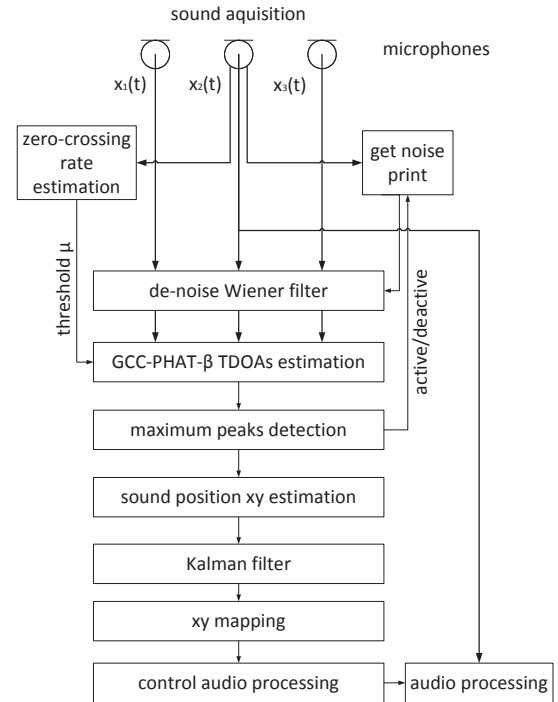 sound aquisition
microphones
x₁(t)
x₂(t)
x₃(t)
zero-crossing
rate
estimation
get noise
print
threshold μ
de-noise Wiener filter
active/deactive
GCC-PHAT-β TDOAs estimation
maximum peaks detection
sound position xy estimation
Kalman filter
xy mapping
control audio processing
audio processing